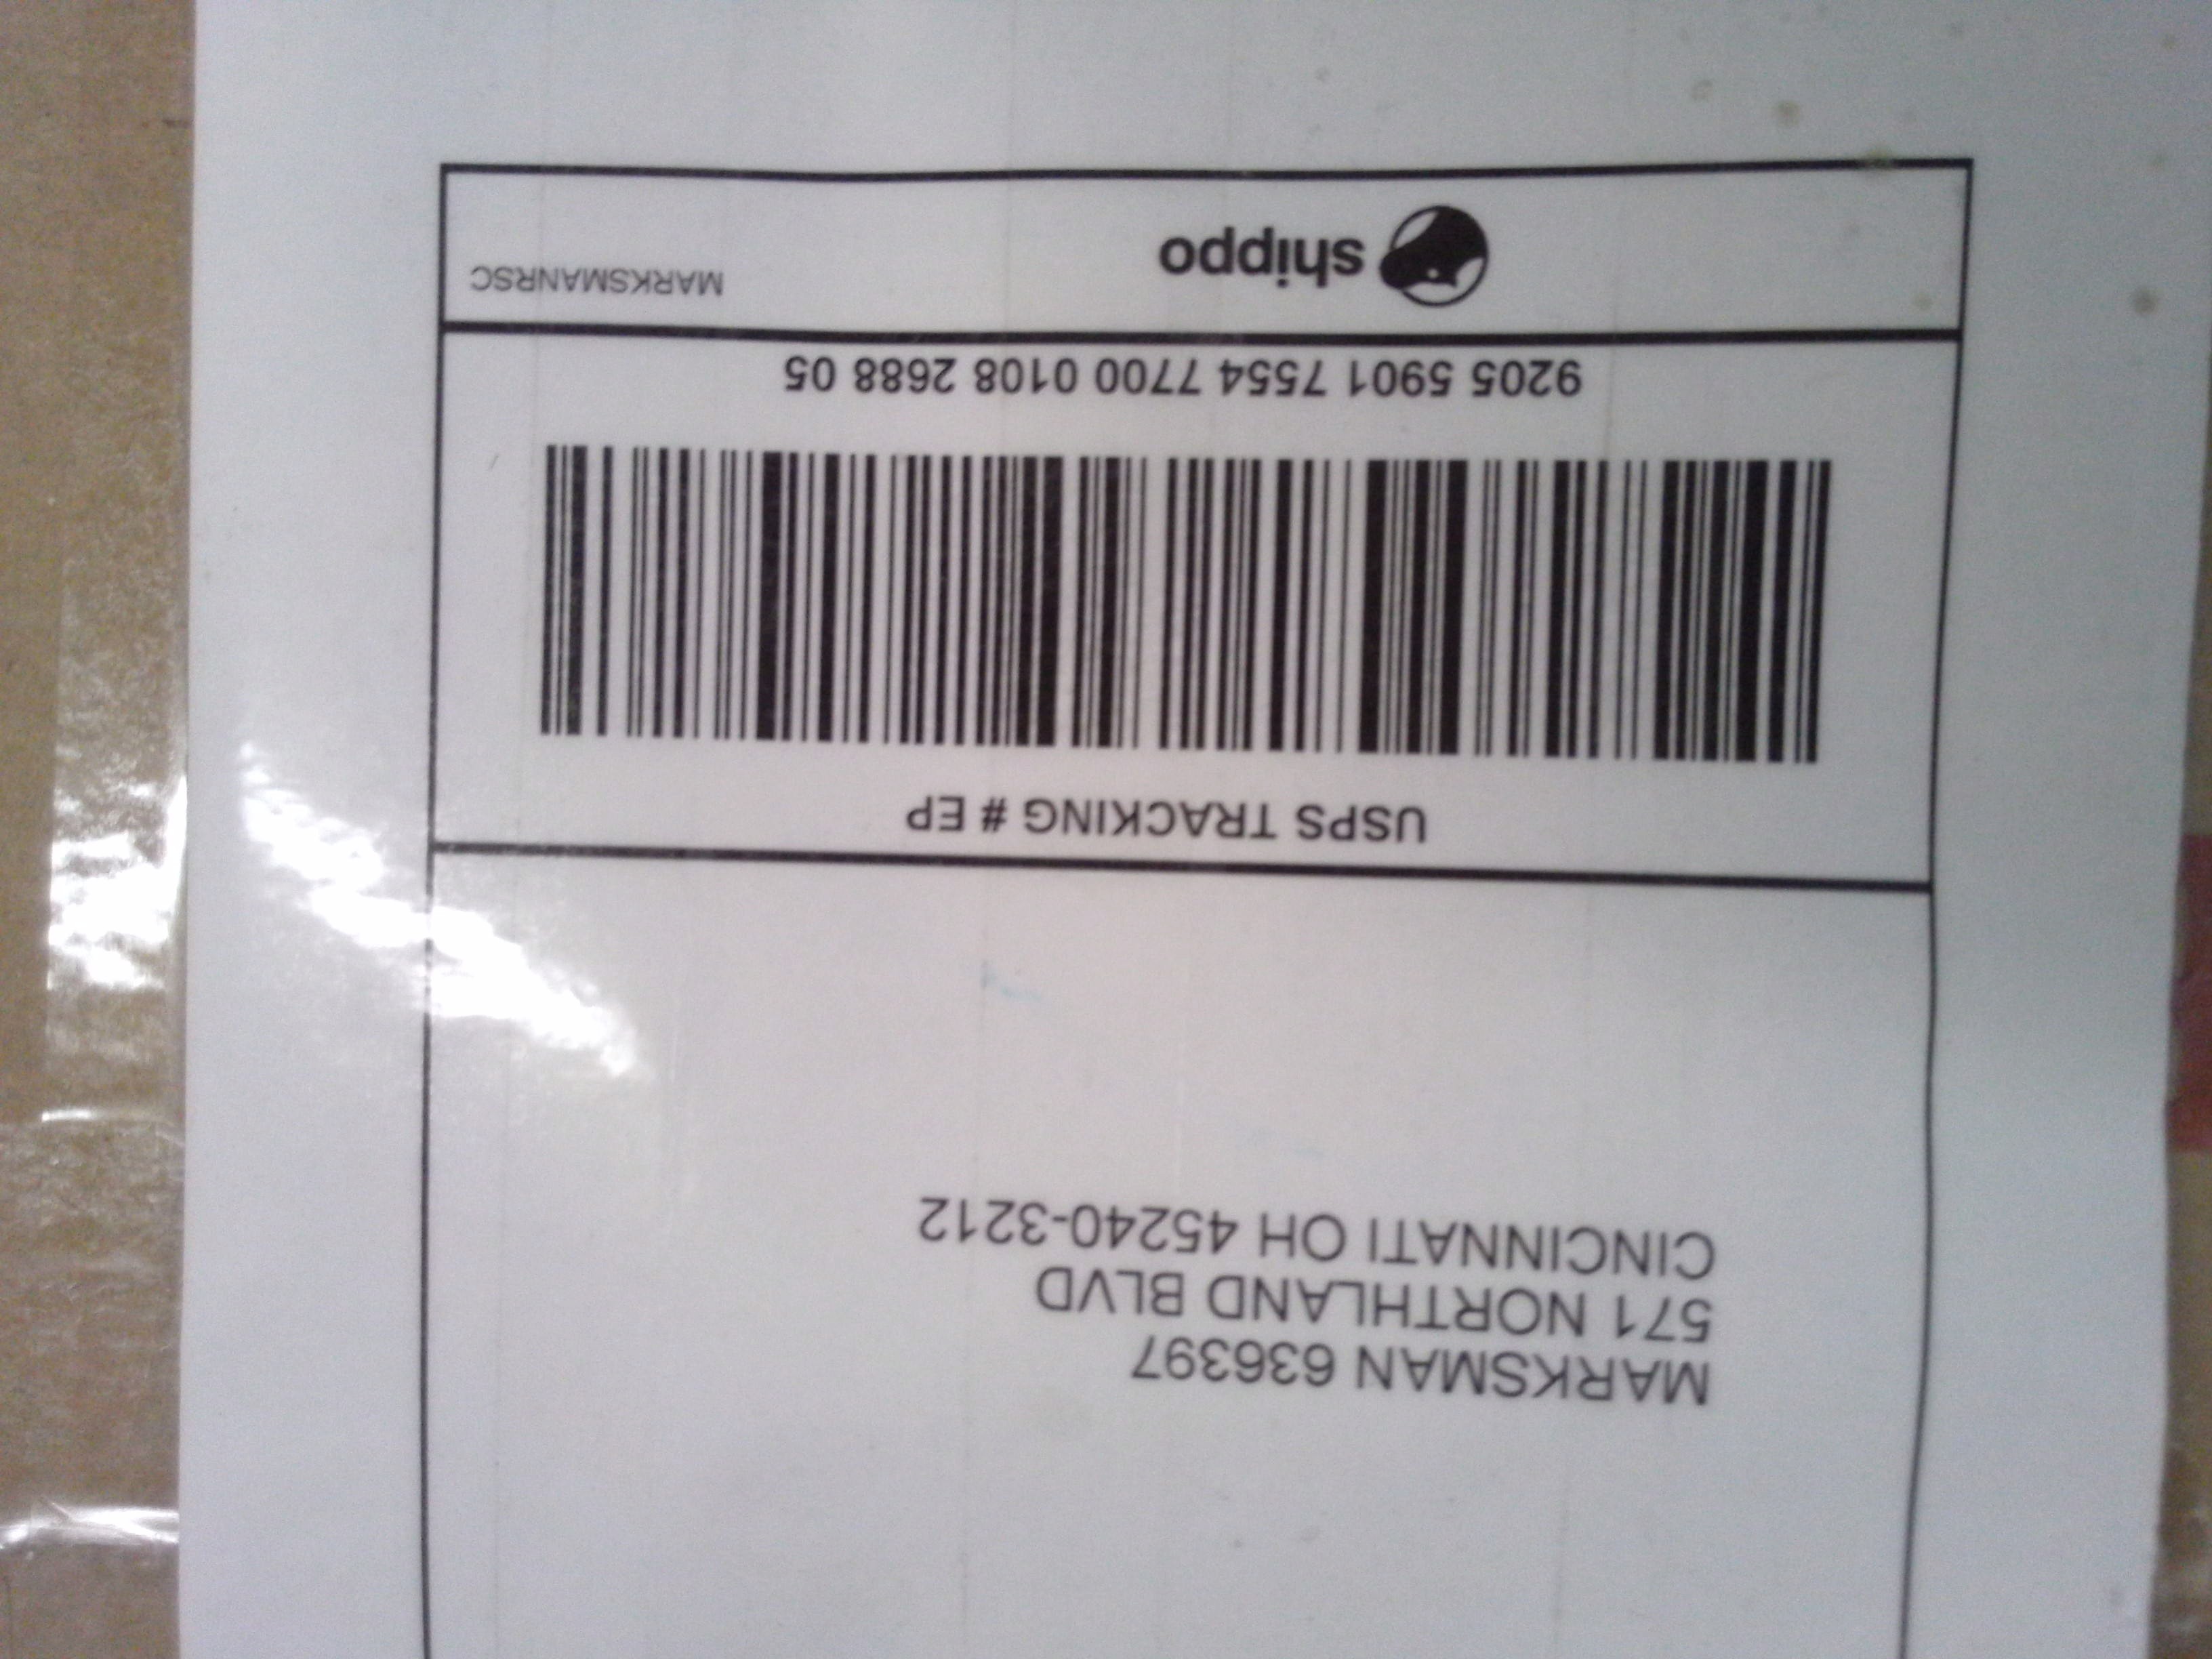 MARKSMAN 636397
571 NORTHLAND BLVD
CINCINNATI OH 45240-3212
USPS TRACKING # EP
9205 5901 7554 7700 0108 2688 05
shippo
MARKSMANRSC